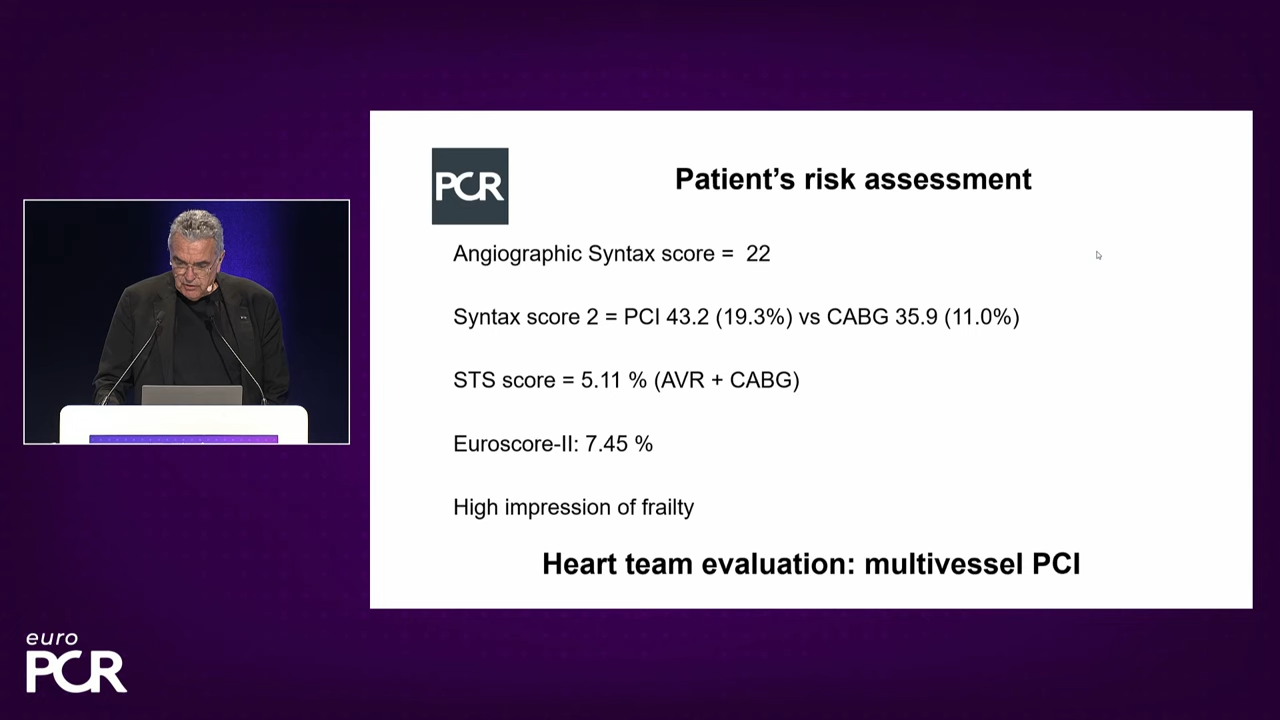 PCR
Patient’s risk assessment
Angiographic Syntax score = 22
Syntax score 2 = PCI 43.2 (19.3%) vs CABG 35.9 (11.0%)
STS score = 5.11 % (AVR + CABG)
Euroscore-II: 7.45 %
High impression of frailty
Heart team evaluation: multivessel PCI
euro
PCR